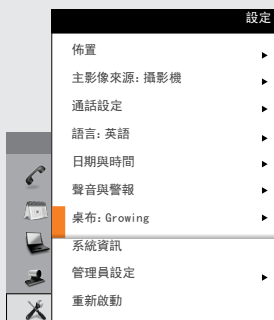 設定
佈置
主影像來源: 攝影機
通話設定
語言: 英語
日期與時間
聲音與警報
桌布: Growing
系統資訊
管理員設定
重新啟動